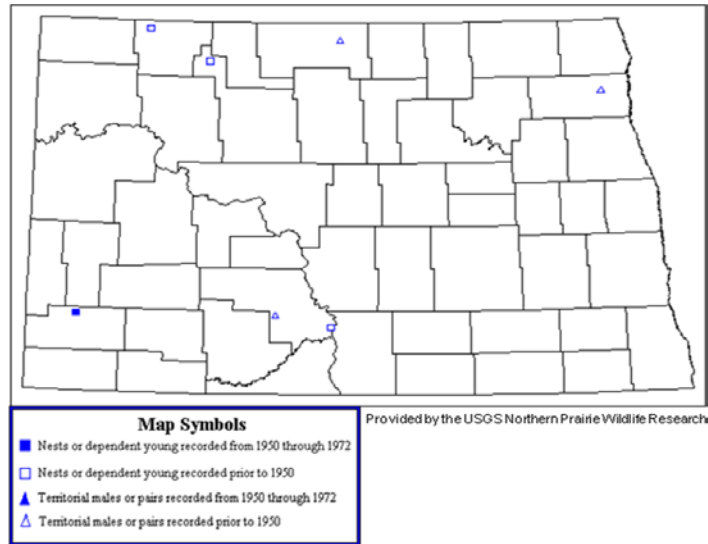 Provided by the USGS Northern Prairie Wildlife Research
Map Symbols
Nests or dependent young recorded from 1950 through 1972
Nests or dependent young recorded prior to 1950
Territorial males or pairs recorded from 1950 through 1972
Territorial males or pairs recorded prior to 1950